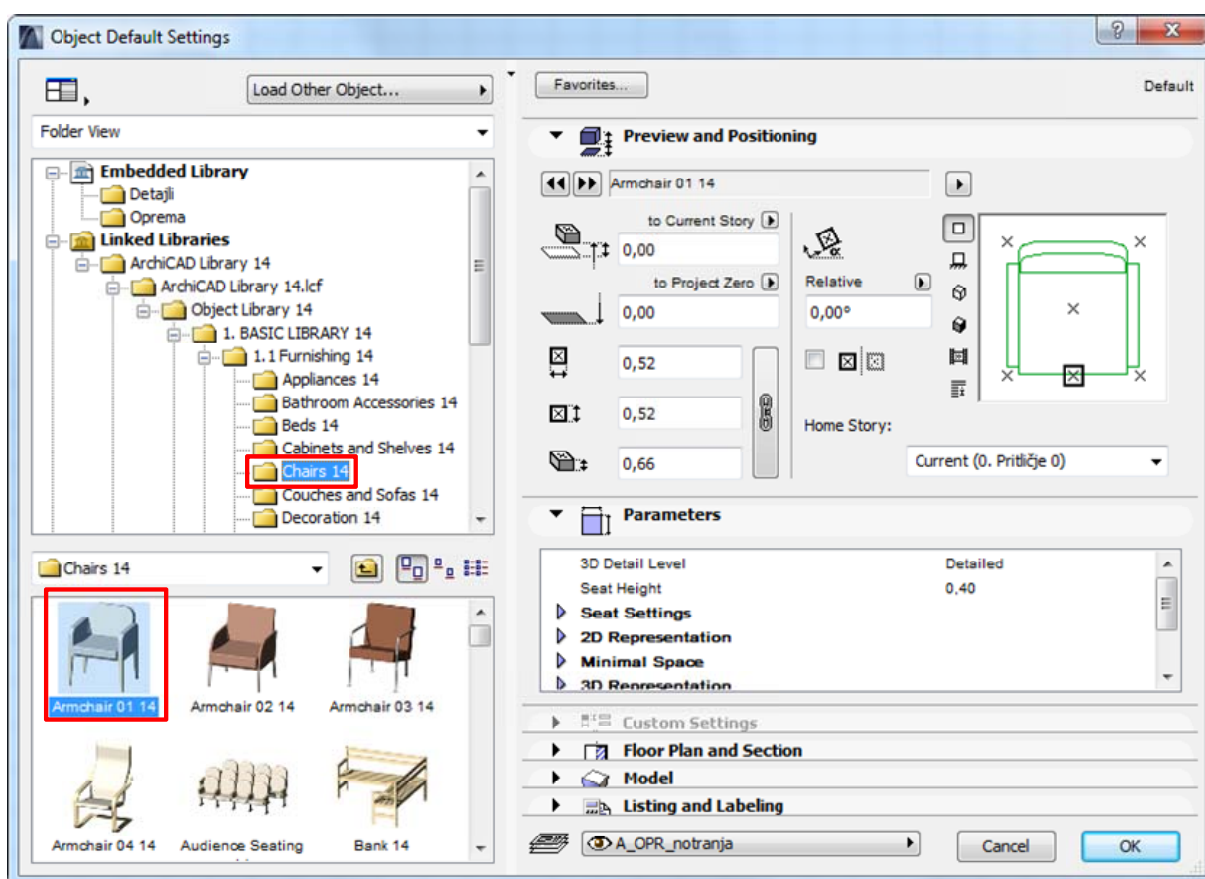 Object Default Settings
Load Other Object...
Folder View
Embedded Library
Detajli
Oprema
Linked Libraries
ArchiCAD Library 14
ArchiCAD Library 14.lcf
Object Library 14
1. BASIC LIBRARY 14
1.1 Furnishing 14
Appliances 14
Bathroom Accessories 14
Beds 14
Cabinets and Shelves 14
Chairs 14
Couches and Sofas 14
Decoration 14
Chairs 14
Armchair 01 14
Armchair 02 14
Armchair 03 14
Armchair 04 14
Audience Seating
Bank 14
Favorites...
Default
Preview and Positioning
Armchair 01 14
to Current Story
0,00
to Project Zero
0,00
0,52
0,52
0,66
α
Relative
0,00°
Home Story:
Current (0. Pritličje 0)
Parameters
3D Detail Level Detailed
Seat Height 0,40
Seat Settings
2D Representation
Minimal Space
3D Representation
Custom Settings
Floor Plan and Section
Model
Listing and Labeling
A_OPR_notranja
Cancel
OK